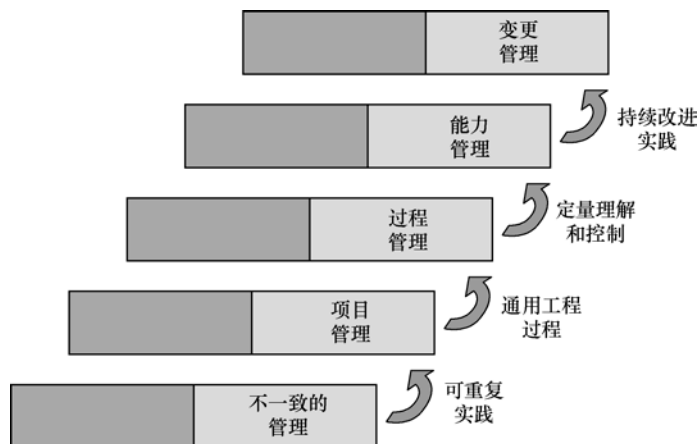 变更
管理
持续改进
实践
能力
管理
定量理解
和控制
过程
管理
通用工程
过程
项目
管理
可重复
实践
不一致的
管理